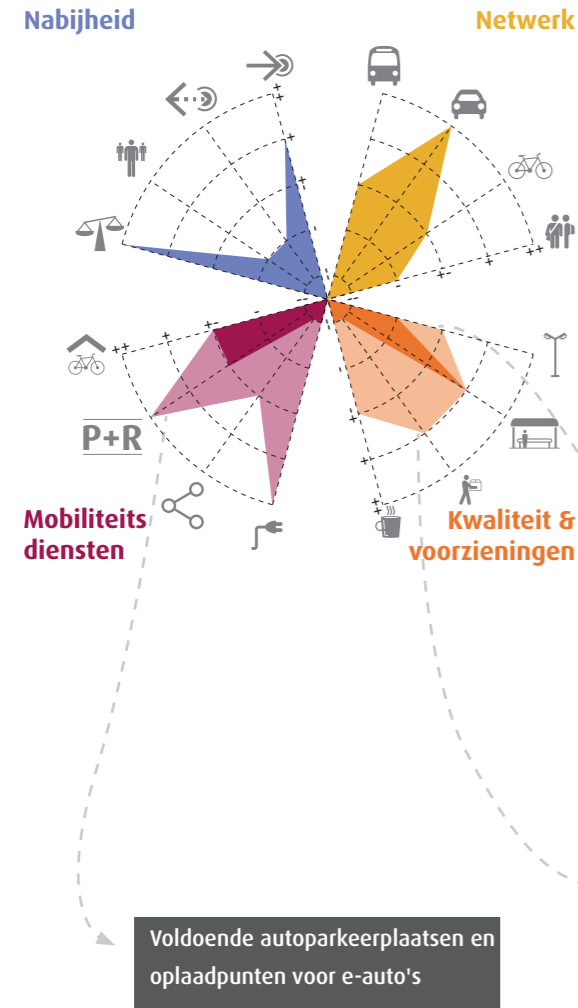 Nabijheid
Netwerk
P+R
Mobiliteits
diensten
Kwaliteit &
voorzieningen
Voldoende autoparkeerplaatsen en
oplaadpunten voor e-auto's